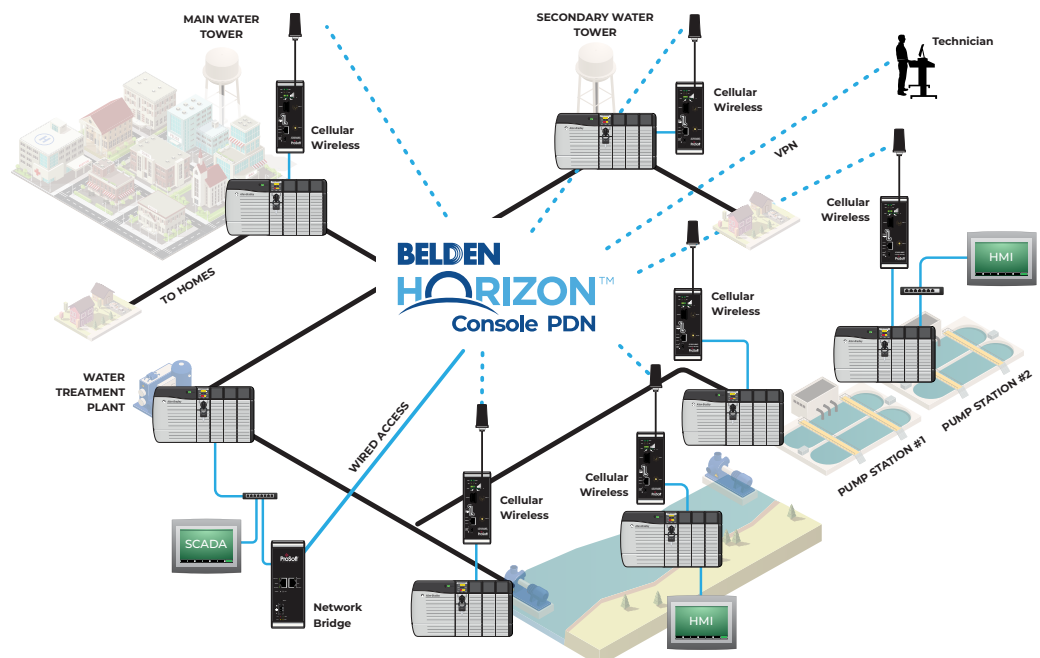 MAIN WATER
TOWER
SECONDARY WATER
TOWER
Technician
Cellular
Wireless
Cellular
Wireless
VPN
Cellular
Wireless
HMI
BELDEN
HORIZON™
Console PDN
TO HOMES
Cellular
Wireless
WATER
TREATMENT
PLANT
WIRED ACCESS
PUMP STATION #2
PUMP STATION #1
Cellular
Wireless
Cellular
Wireless
SCADA
ProSoft
Network
Bridge
HMI